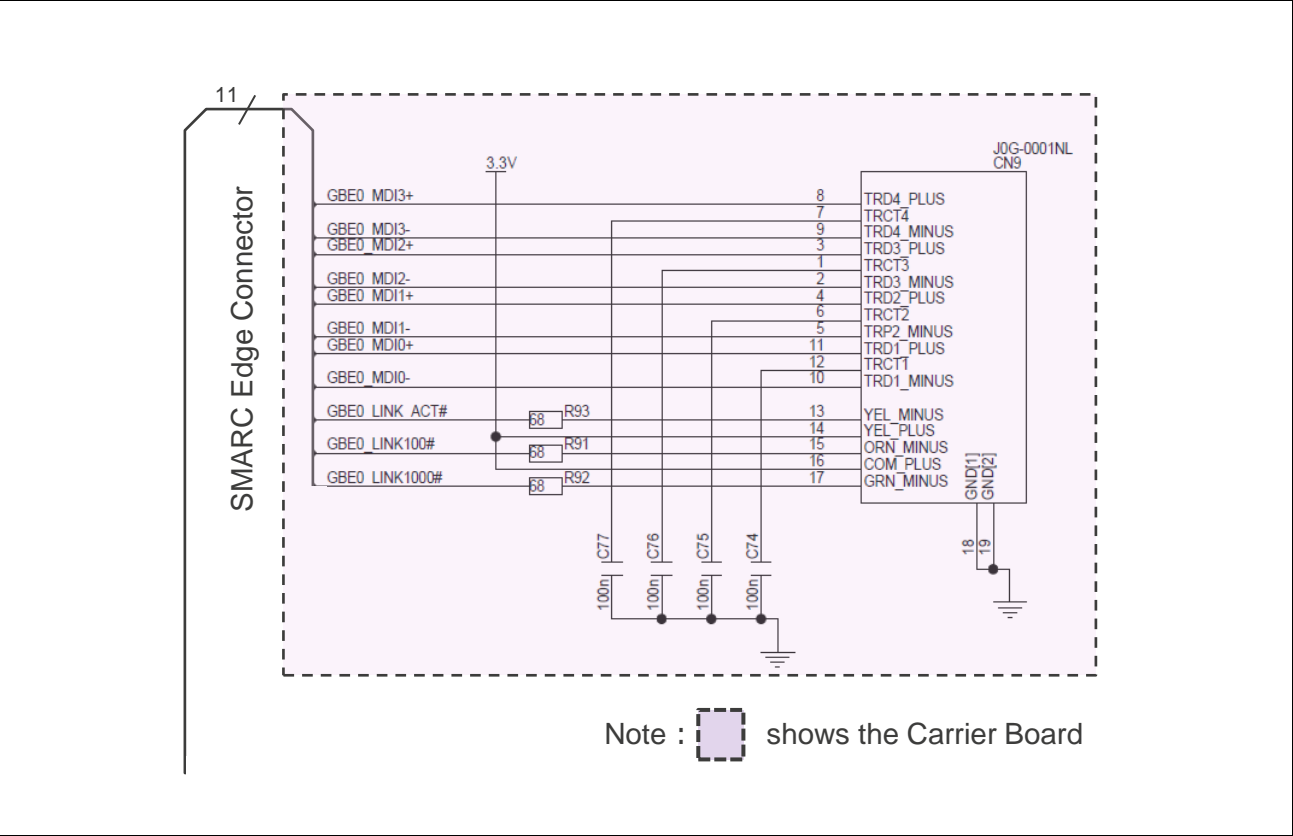 11
SMARC Edge Connector
3.3V
J0G-0001NL
CN9
GBE0_MDI3+
8
TRD4_PLUS
7
TRCT4
GBE0_MDI3-
9
TRD4_MINUS
GBE0_MDI2+
3
TRD3_PLUS
1
TRCT3
GBE0_MDI2-
2
TRD3_MINUS
GBE0_MDI1+
4
TRD2_PLUS
6
TRCT2
GBE0_MDI1-
5
TRP2_MINUS
GBE0_MDI0+
11
TRD1_PLUS
12
TRCT1
GBE0_MDI0-
10
TRD1_MINUS
GBE0_LINK_ACT#
68
R93
13
YEL_MINUS
14
YEL_PLUS
GBE0_LINK100#
68
R91
15
ORN_MINUS
16
COM_PLUS
GBE0_LINK1000#
68
R92
17
GRN_MINUS
GND[1]
GND[2]
18
19
C77
100n
C76
100n
C75
100n
C74
100n
Note : shows the Carrier Board